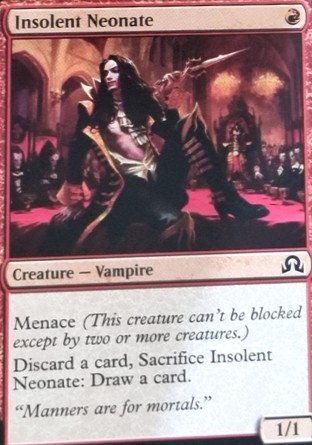 Insolent Neonate
Creature — Vampire
Menace (This creature can't be blocked
except by two or more creatures.)
Discard a card, Sacrifice Insolent
Neonate: Draw a card.
"Manners are for mortals."
1/1